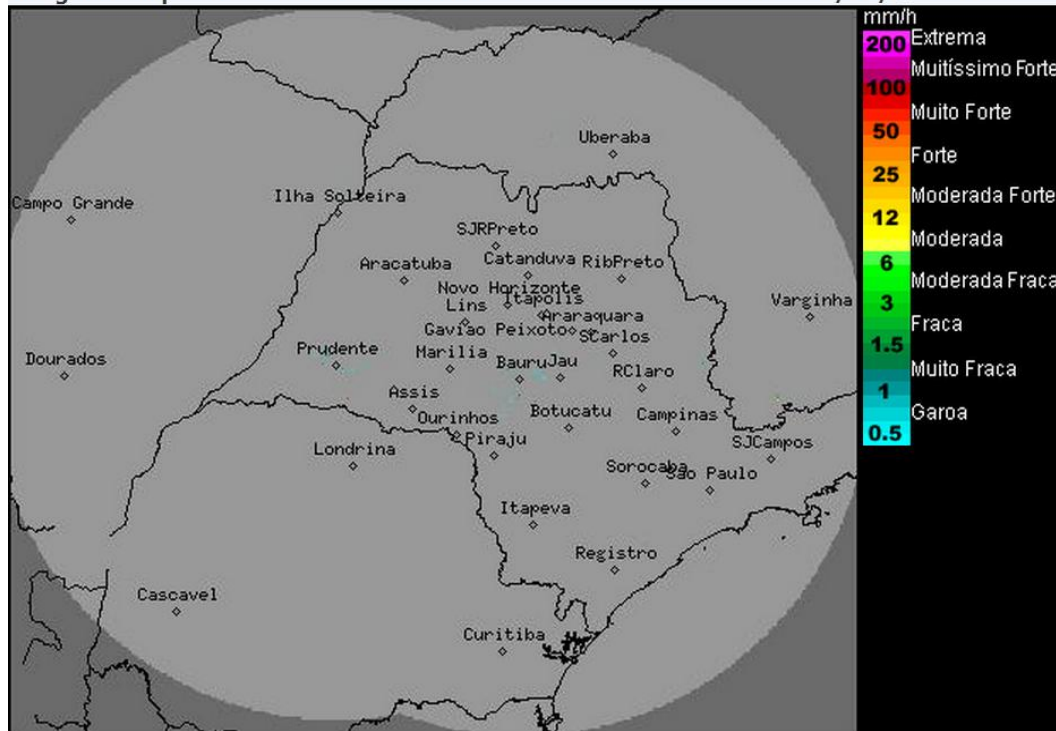 mm/h
200 Extrema
Muitíssimo Forte
100
Muito Forte
50
Forte
25
Moderada Forte
12
Moderada
6
Moderada Fraca
3
Fraca
1.5
Muito Fraca
1
Garoa
0.5
Uberaba
Ilha Solteira
Campo Grande
SJRPreto
Catanduva
RibPreto
Aracatuba
Novo Horizonte
Itapolis
Lins
Araraquara
Varginha
Gaviao Peixoto
SCarlos
Prudente
Marilia
Dourados
Bauru
Jau
RClaro
Assis
Ourinhos
Botucatu
Campinas
Piraju
Londrina
SJCampos
Sorocaba
Sao Paulo
Itapeva
Registro
Cascavel
Curitiba